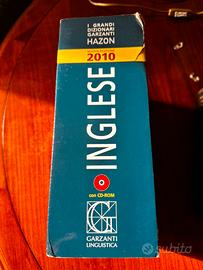 I GRANDI
DIZIONARI
GARZANTI
HAZON
2010
INGLESE
con CD-ROM
GARZANTI
LINGUISTICA
subito